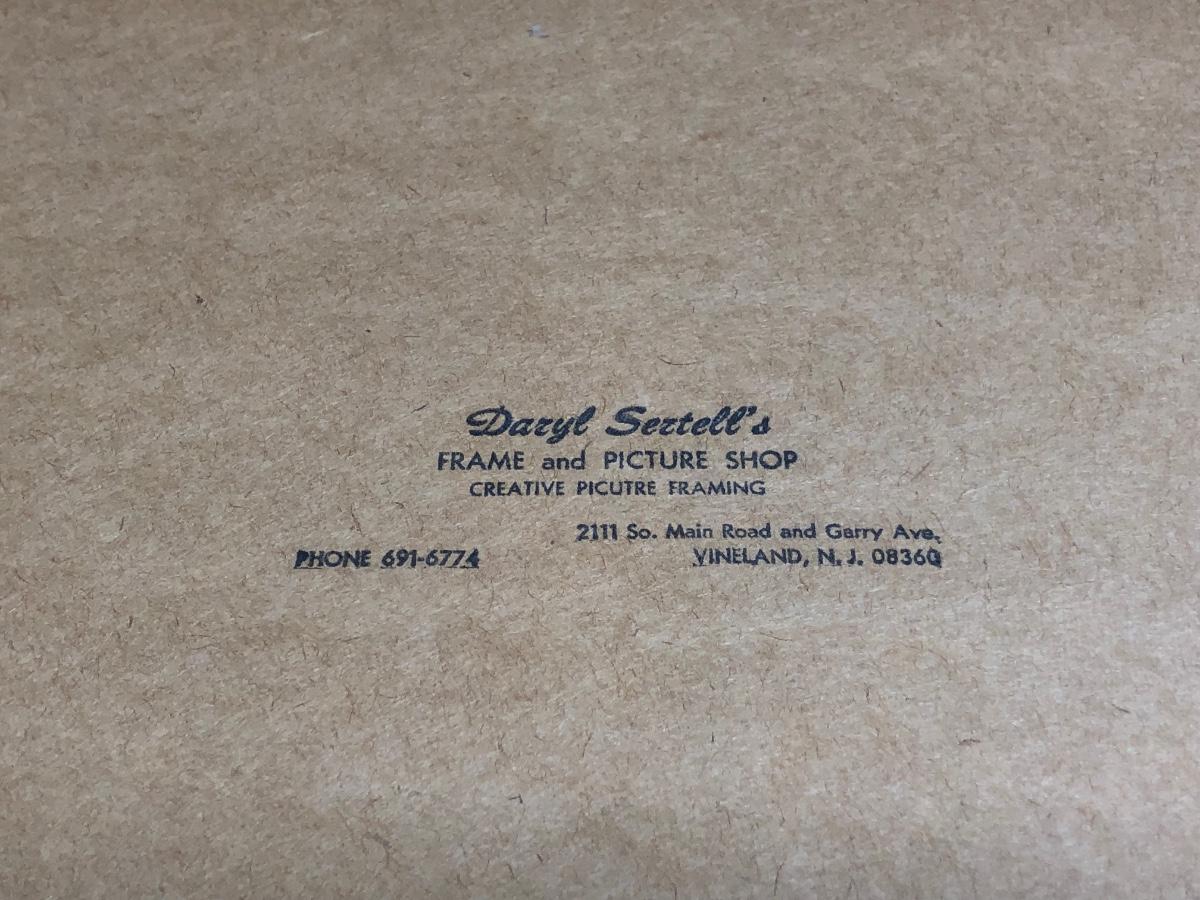 Daryl Sertell's
FRAME and PICTURE SHOP
CREATIVE PICUTRE FRAMING
2111 So. Main Road and Garry Ave.
PHONE 691-6774 VINELAND, N. J. 08360